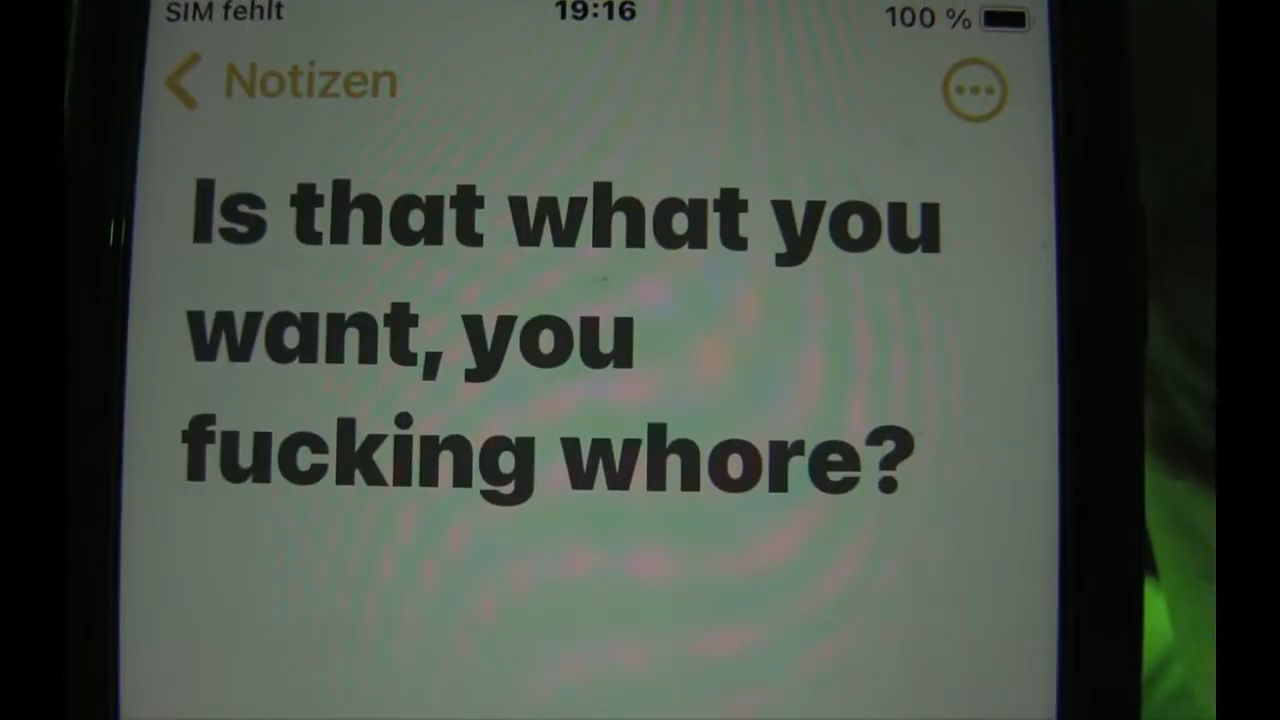 SIM fehlt 19:16 100 %
Notizen
Is that what you
want, you
fucking whore?